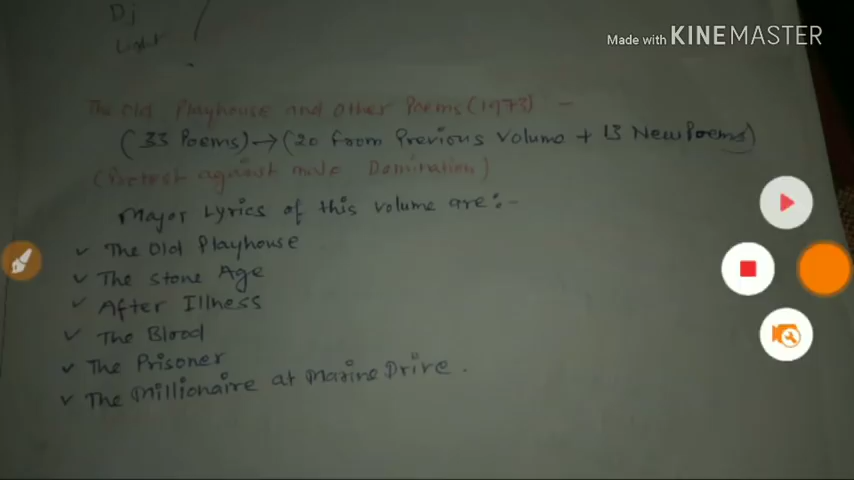 Dj
Light
Made with KINEMASTER
The Old Playhouse and Other Poems (1973) -
(33 Poems) → (20 from Previous Volume + 13 New Poems)
(Protest against male Domination)
Major Lyrics of this volume are:-
✓ The Old Playhouse
✓ The Stone Age
✓ After Illness
✓ The Blood
✓ The Prisoner
✓ The Millionaire at Marine Drive.